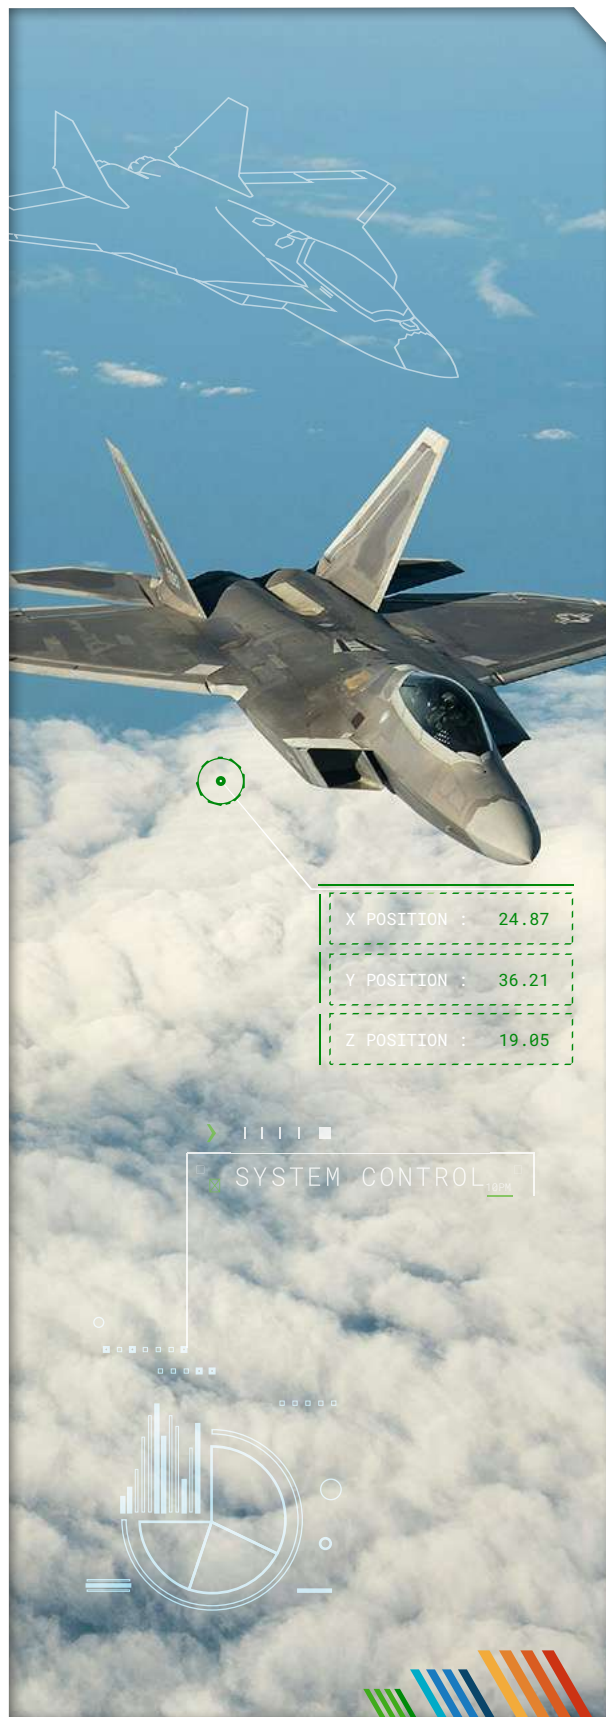 X POSITION : 24.87
Y POSITION : 36.21
Z POSITION : 19.05
SYSTEM CONTROL